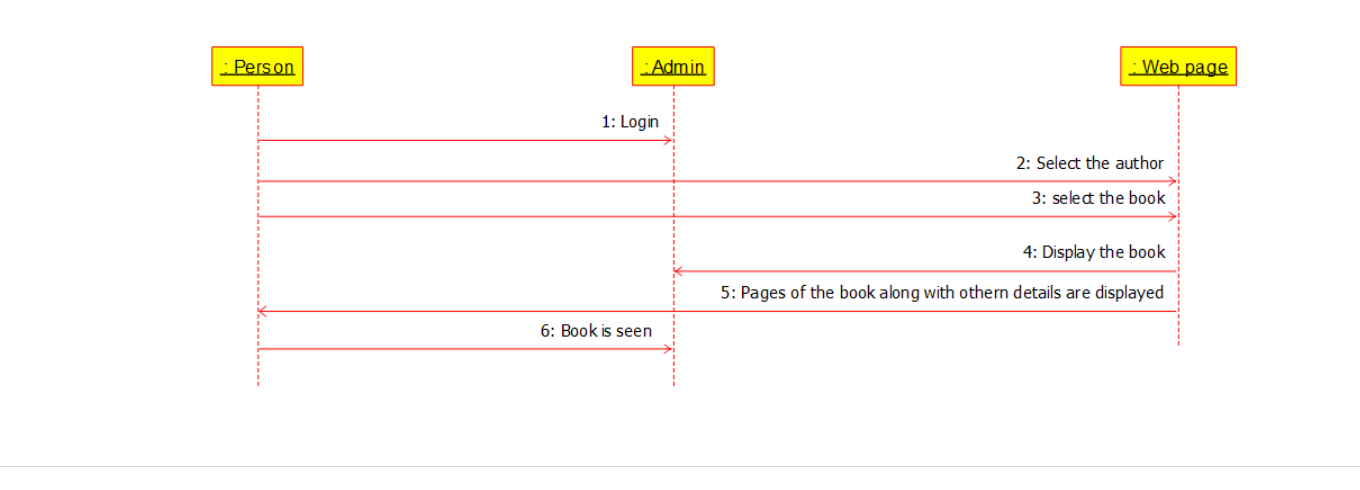 : Person
: Admin
: Web page
1: Login
2: Select the author
3: select the book
4: Display the book
5: Pages of the book along with othern details are displayed
6: Book is seen